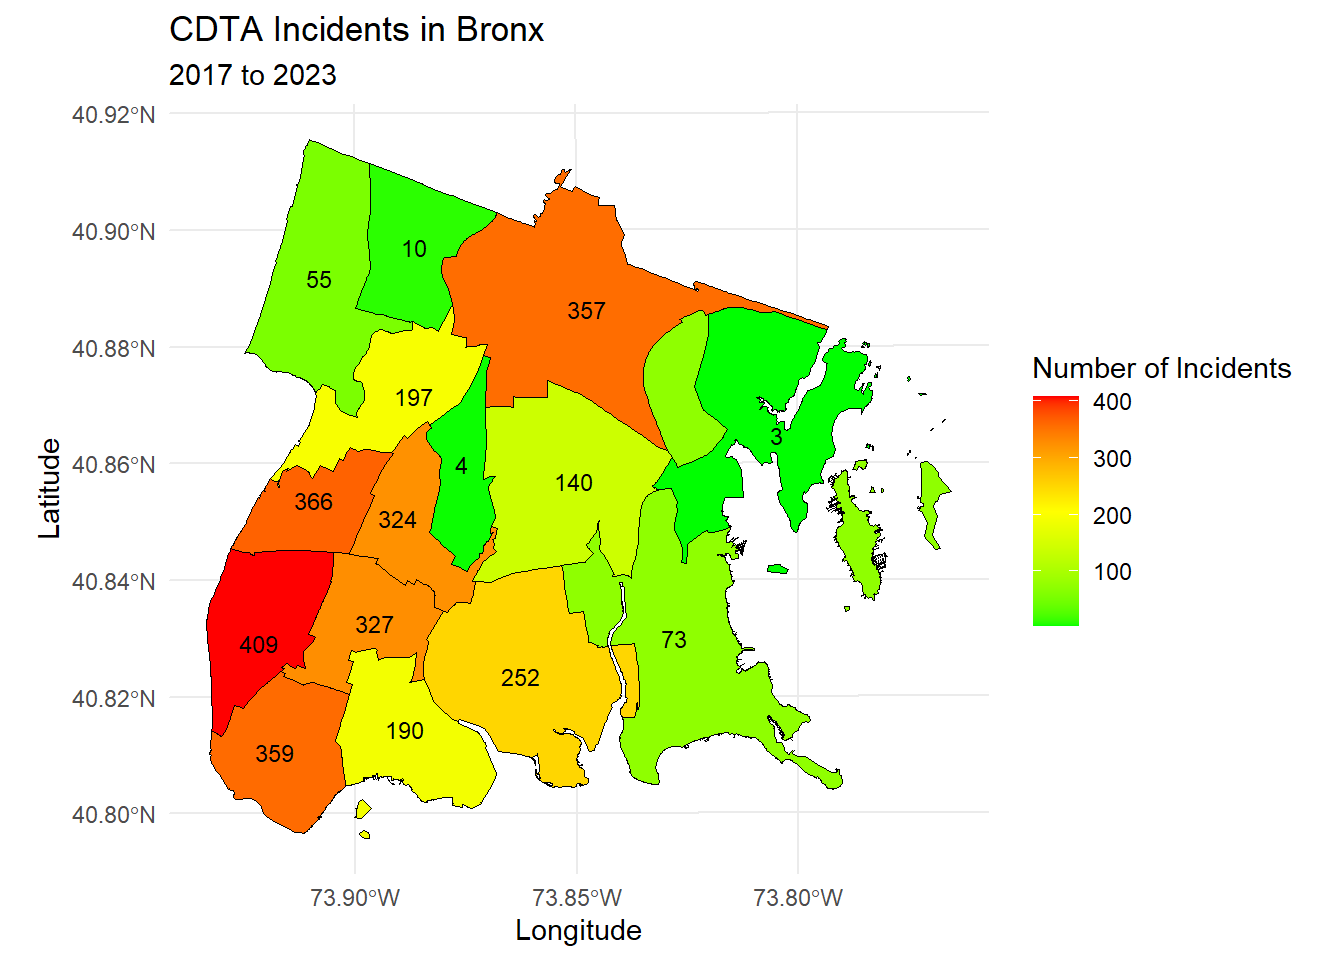 CDTA Incidents in Bronx
2017 to 2023
40.92°N
40.90°N
40.88°N
40.86°N
40.84°N
40.82°N
40.80°N
Latitude
10
55
357
197
3
4
140
366
324
327
409
73
252
190
359
73.90°W
73.85°W
73.80°W
Longitude
Number of Incidents
400
300
200
100